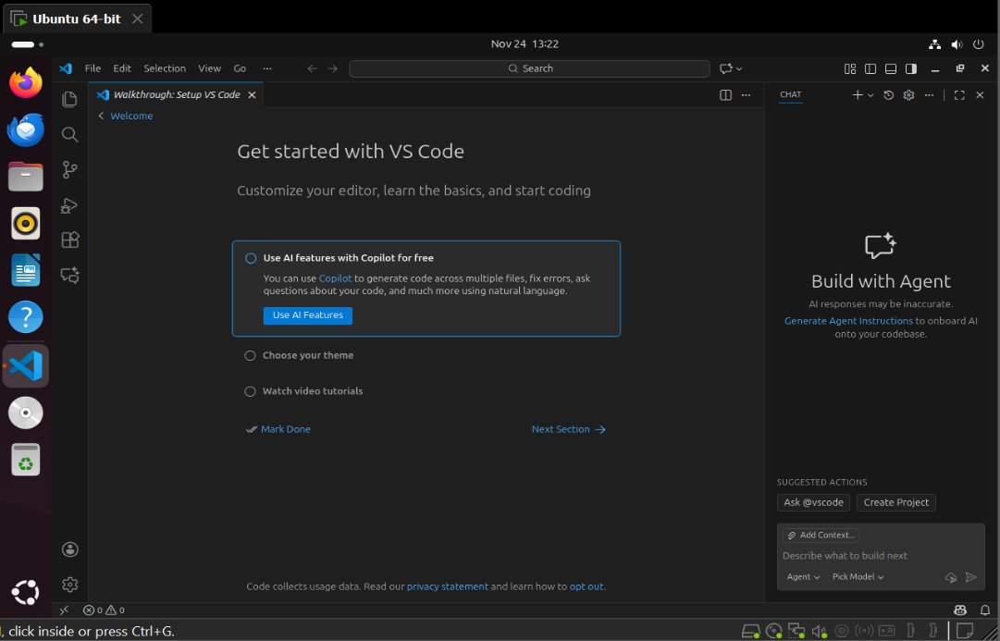 Ubuntu 64-bit
Nov 24 13:22
File Edit Selection View Go
Search
Walkthrough: Setup VS Code
Welcome
Get started with VS Code
Customize your editor, learn the basics, and start coding
Use AI features with Copilot for free
You can use Copilot to generate code across multiple files, fix errors, ask
questions about your code, and much more using natural language.
Use AI Features
Choose your theme
Watch video tutorials
Mark Done
Next Section
Code collects usage data. Read our privacy statement and learn how to opt out.
CHAT
Build with Agent
AI responses may be inaccurate.
Generate Agent Instructions to onboard AI
onto your codebase.
SUGGESTED ACTIONS
Ask @vscode Create Project
Add Context...
Describe what to build next
Agent Pick Model
0 0
, click inside or press Ctrl+G.